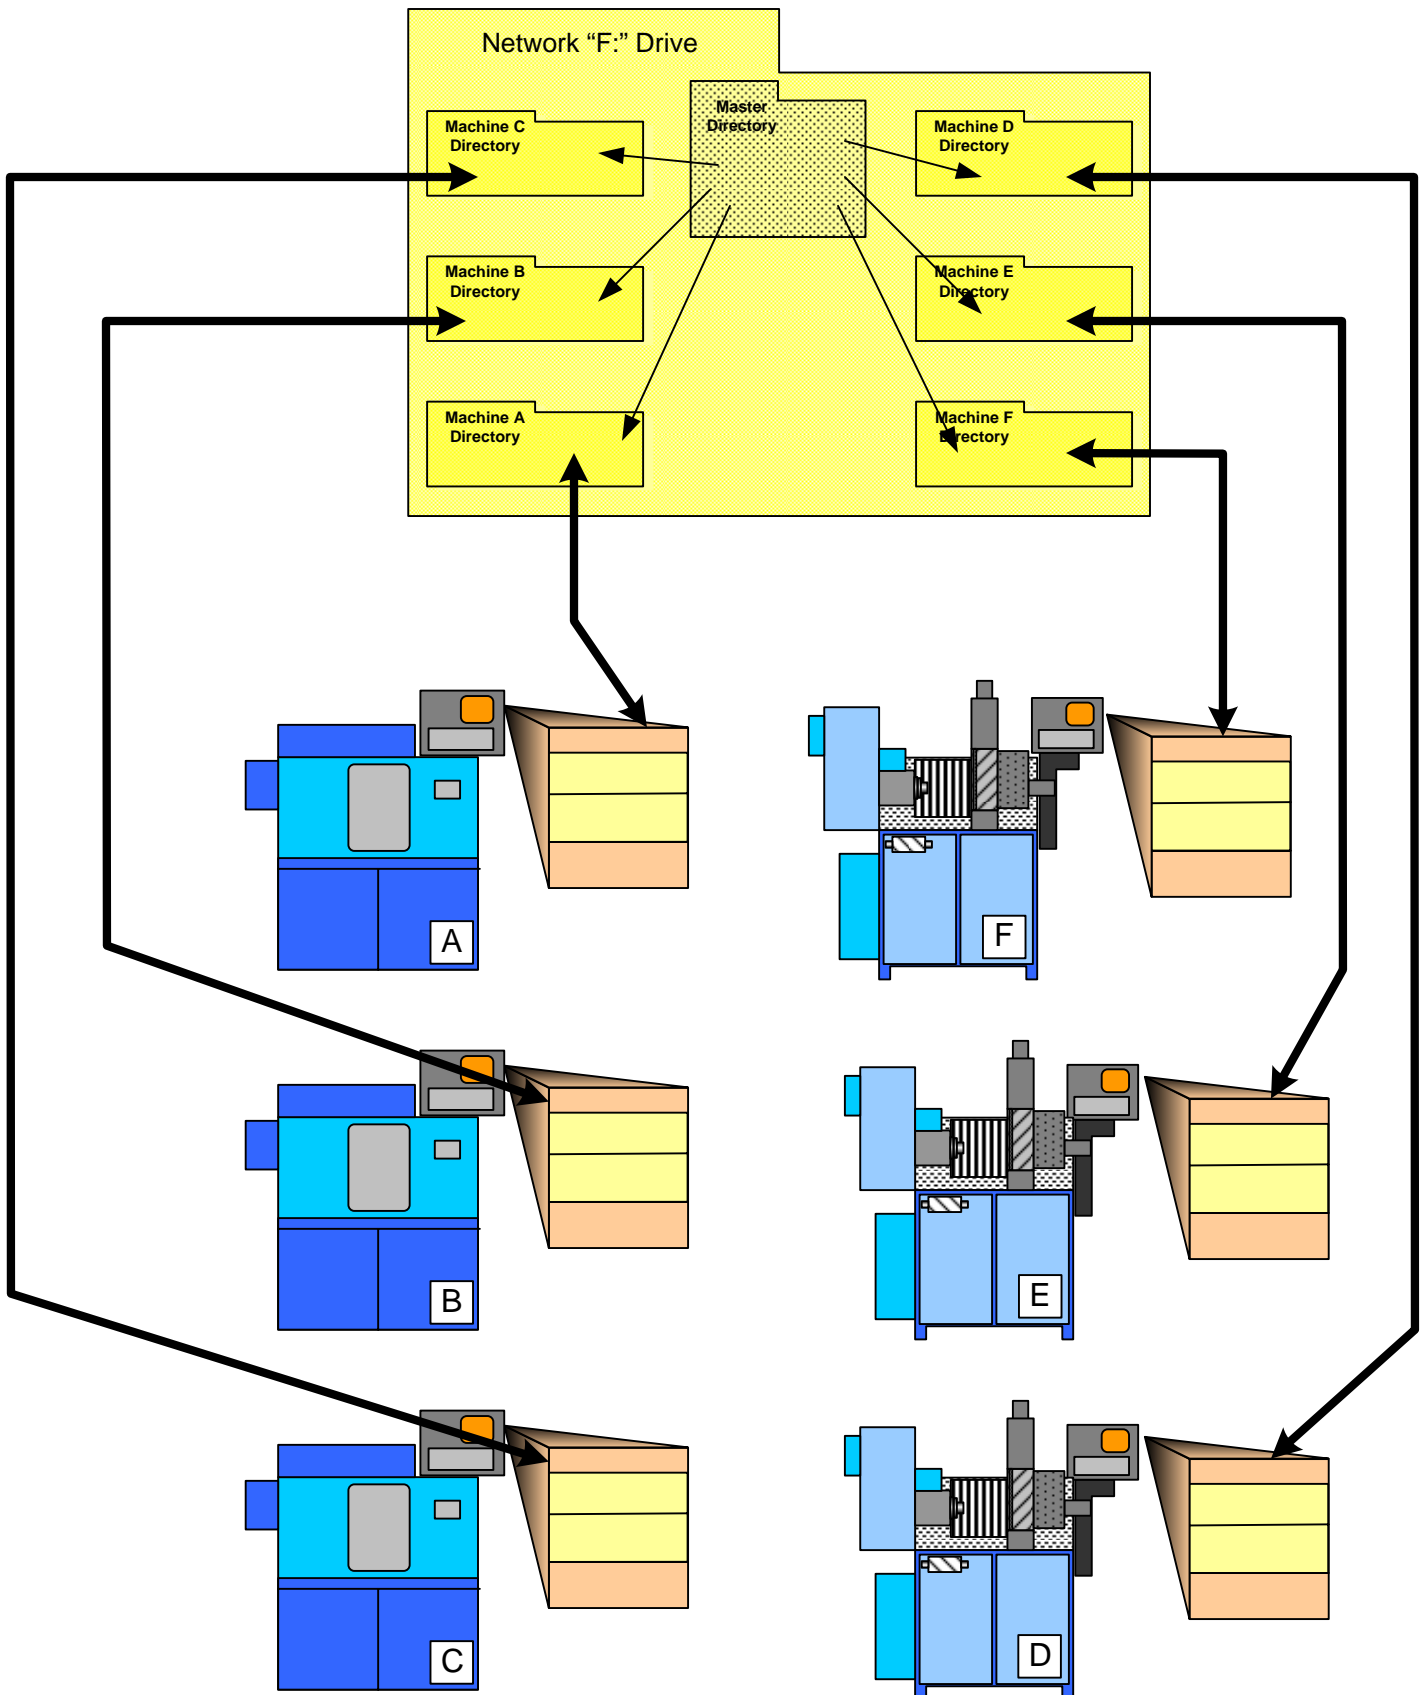 Network “F:” Drive
Master
Directory
Machine C
Directory
Machine D
Directory
Machine B
Directory
Machine E
Directory
Machine A
Directory
Machine F
Directory
A
F
B
E
C
D